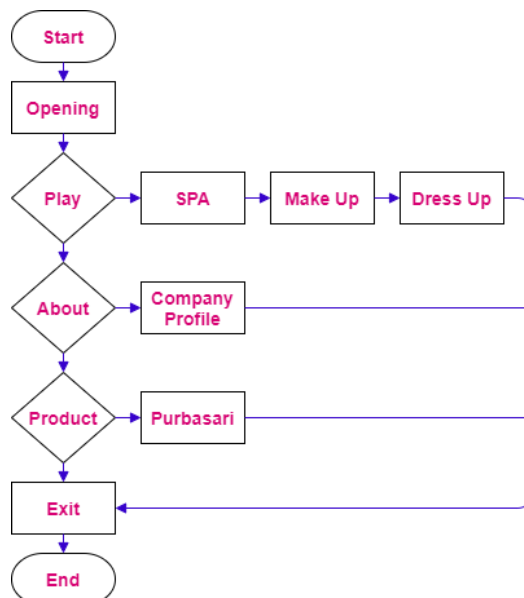 Start
Opening
Play
SPA
Make Up
Dress Up
About
Company
Profile
Product
Purbasari
Exit
End